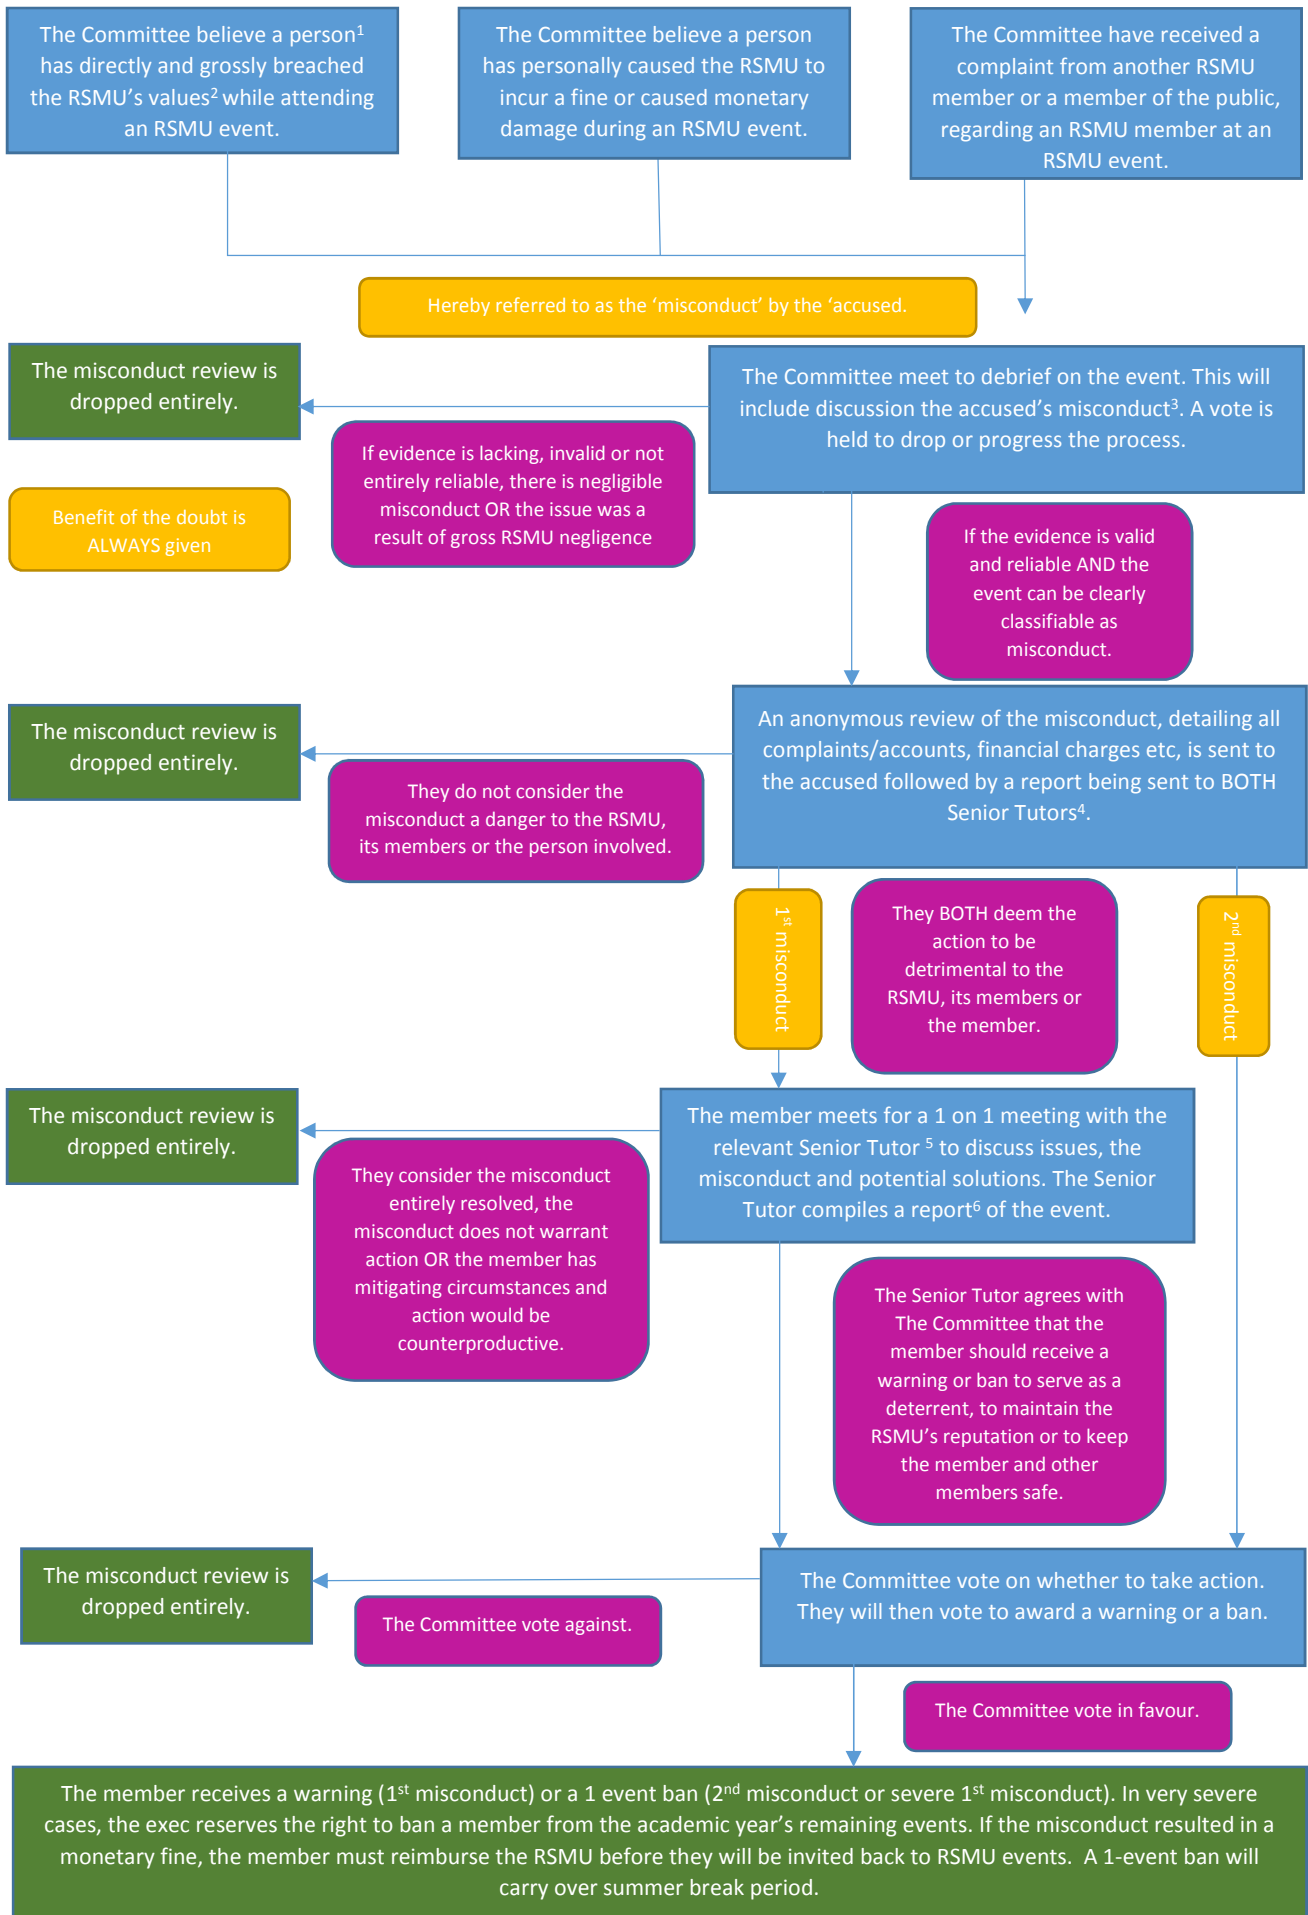 The Committee believe a person¹
has directly and grossly breached
the RSMU’s values² while attending
an RSMU event.
The Committee believe a person
has personally caused the RSMU to
incur a fine or caused monetary
damage during an RSMU event.
The Committee have received a
complaint from another RSMU
member or a member of the public,
regarding an RSMU member at an
RSMU event.
Hereby referred to as the ‘misconduct’ by the ‘accused.
The misconduct review is
dropped entirely.
The Committee meet to debrief on the event. This will
include discussion the accused’s misconduct³. A vote is
held to drop or progress the process.
If evidence is lacking, invalid or not
entirely reliable, there is negligible
misconduct OR the issue was a
result of gross RSMU negligence
Benefit of the doubt is
ALWAYS given
If the evidence is valid
and reliable AND the
event can be clearly
classifiable as
misconduct.
The misconduct review is
dropped entirely.
An anonymous review of the misconduct, detailing all
complaints/accounts, financial charges etc, is sent to
the accused followed by a report being sent to BOTH
Senior Tutors⁴.
They do not consider the
misconduct a danger to the RSMU,
its members or the person involved.
1st misconduct
They BOTH deem the
action to be
detrimental to the
RSMU, its members or
the member.
2nd misconduct
The misconduct review is
dropped entirely.
The member meets for a 1 on 1 meeting with the
relevant Senior Tutor ⁵ to discuss issues, the
misconduct and potential solutions. The Senior
Tutor compiles a report⁶ of the event.
They consider the misconduct
entirely resolved, the
misconduct does not warrant
action OR the member has
mitigating circumstances and
action would be
counterproductive.
The Senior Tutor agrees with
The Committee that the
member should receive a
warning or ban to serve as a
deterrent, to maintain the
RSMU’s reputation or to keep
the member and other
members safe.
The misconduct review is
dropped entirely.
The Committee vote on whether to take action.
They will then vote to award a warning or a ban.
The Committee vote against.
The Committee vote in favour.
The member receives a warning (1st misconduct) or a 1 event ban (2nd misconduct or severe 1st misconduct). In very severe
cases, the exec reserves the right to ban a member from the academic year’s remaining events. If the misconduct resulted in a
monetary fine, the member must reimburse the RSMU before they will be invited back to RSMU events.  A 1-event ban will
carry over summer break period.